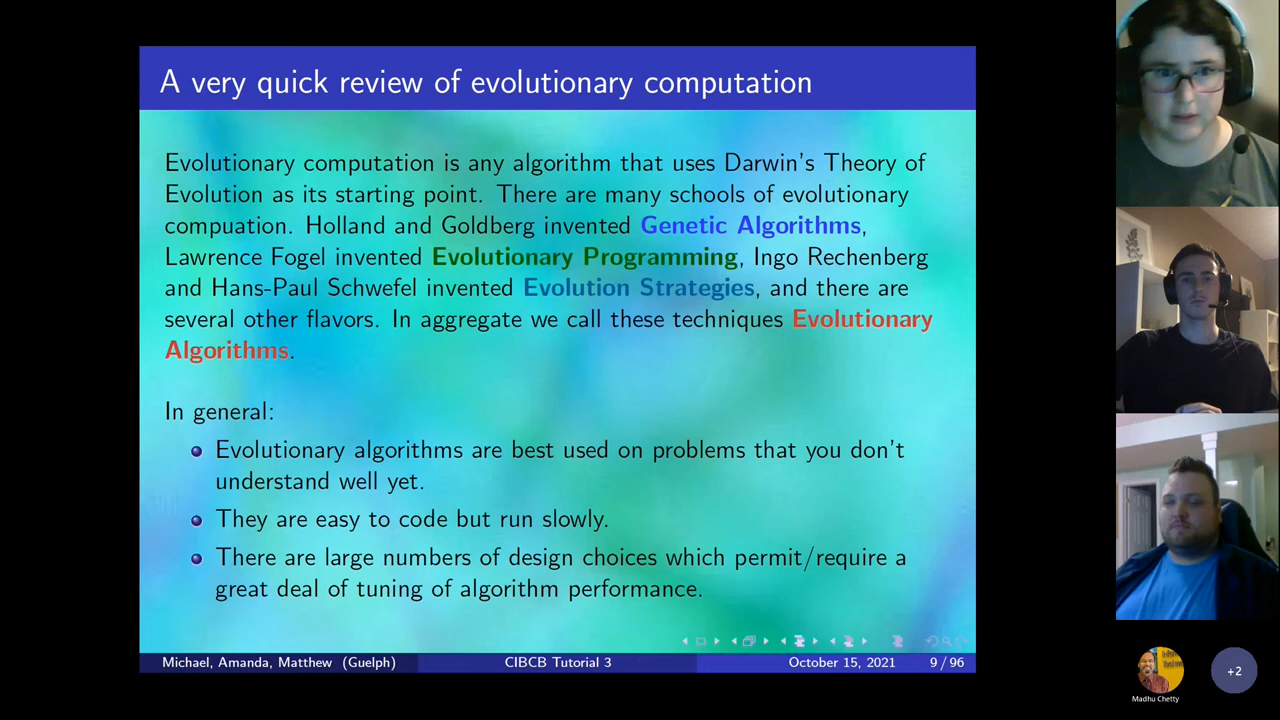 A very quick review of evolutionary computation
Evolutionary computation is any algorithm that uses Darwin's Theory of
Evolution as its starting point. There are many schools of evolutionary
compuation. Holland and Goldberg invented Genetic Algorithms,
Lawrence Fogel invented Evolutionary Programming, Ingo Rechenberg
and Hans-Paul Schwefel invented Evolution Strategies, and there are
several other flavors. In aggregate we call these techniques Evolutionary
Algorithms.
In general:
Evolutionary algorithms are best used on problems that you don't
understand well yet.
They are easy to code but run slowly.
There are large numbers of design choices which permit/require a
great deal of tuning of algorithm performance.
Michael, Amanda, Matthew (Guelph) CIBCB Tutorial 3 October 15, 2021 9 / 96
Madhu Chetty
+2